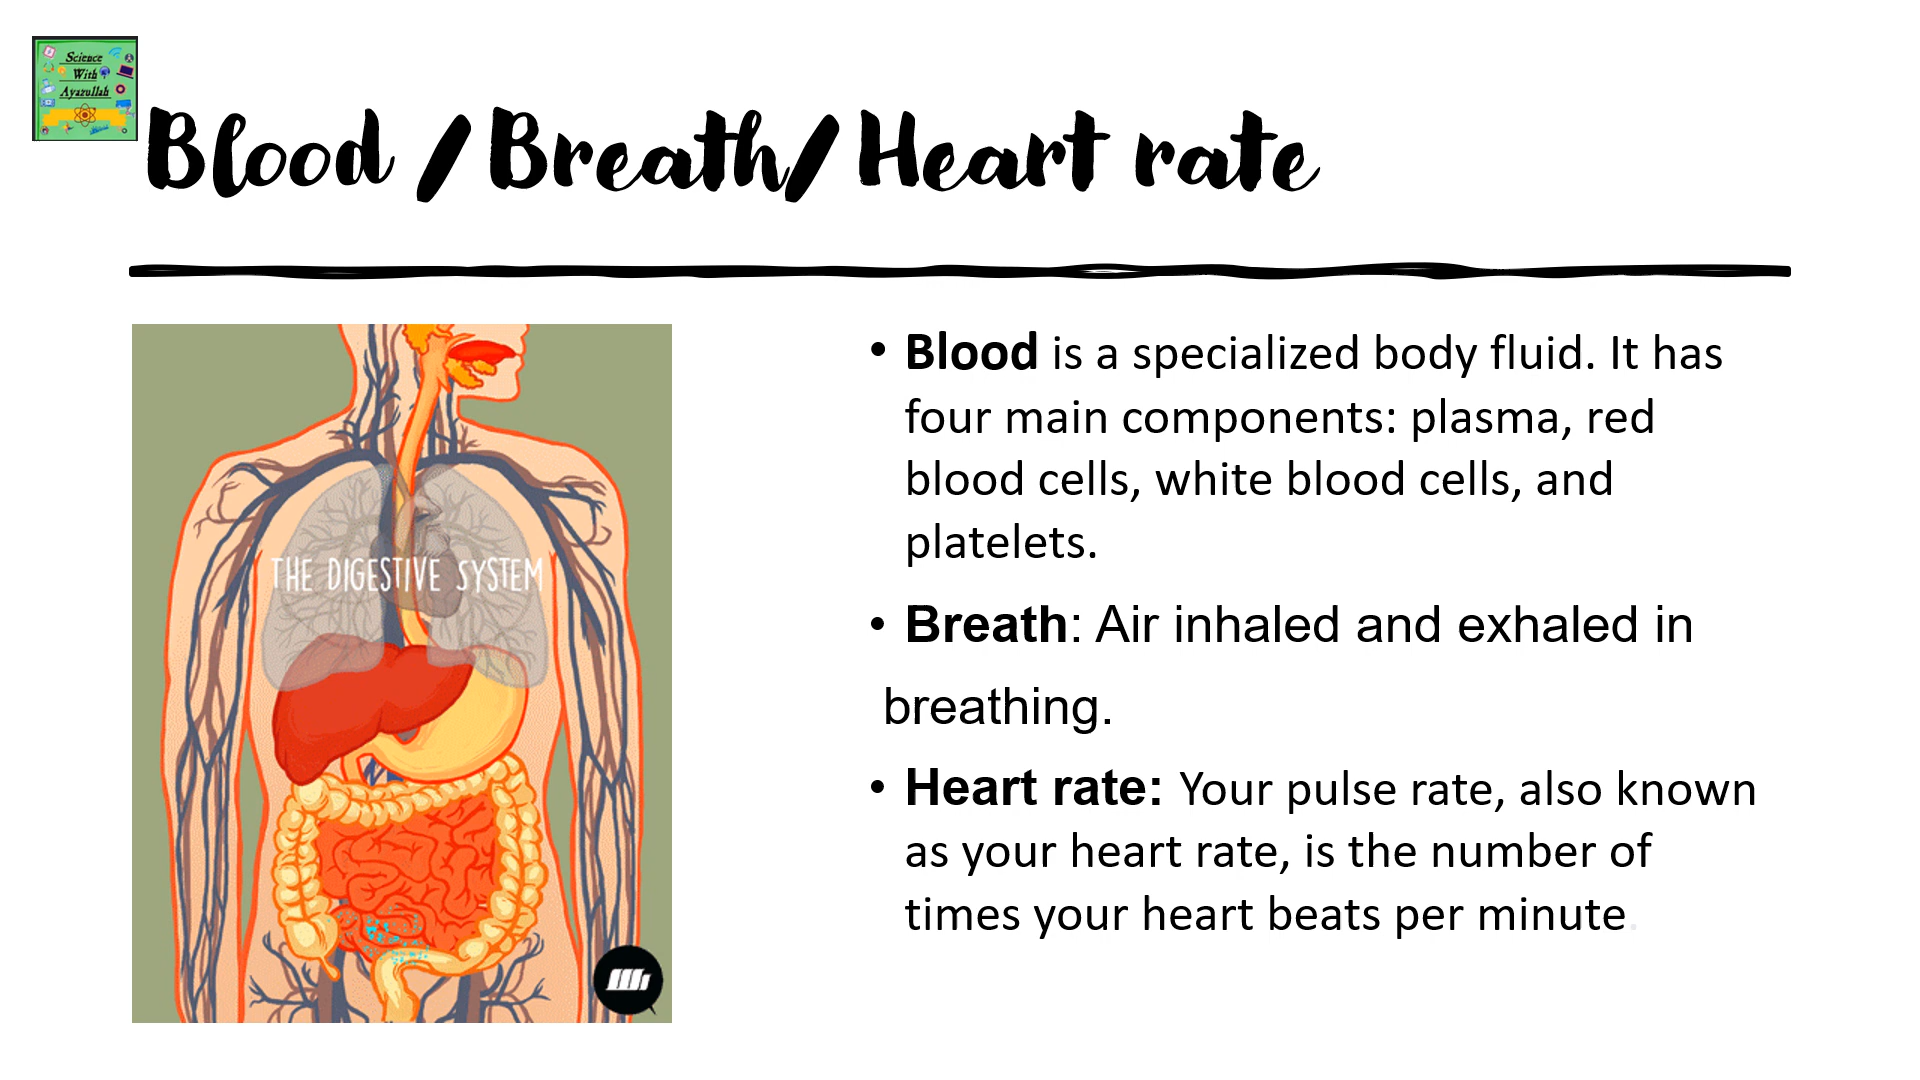 Science
With
Ayazullah
Blood / Breath/ Heart rate
THE DIGESTIVE SYSTEM
• Blood is a specialized body fluid. It has
four main components: plasma, red
blood cells, white blood cells, and
platelets.
• Breath: Air inhaled and exhaled in
breathing.
• Heart rate: Your pulse rate, also known
as your heart rate, is the number of
times your heart beats per minute.